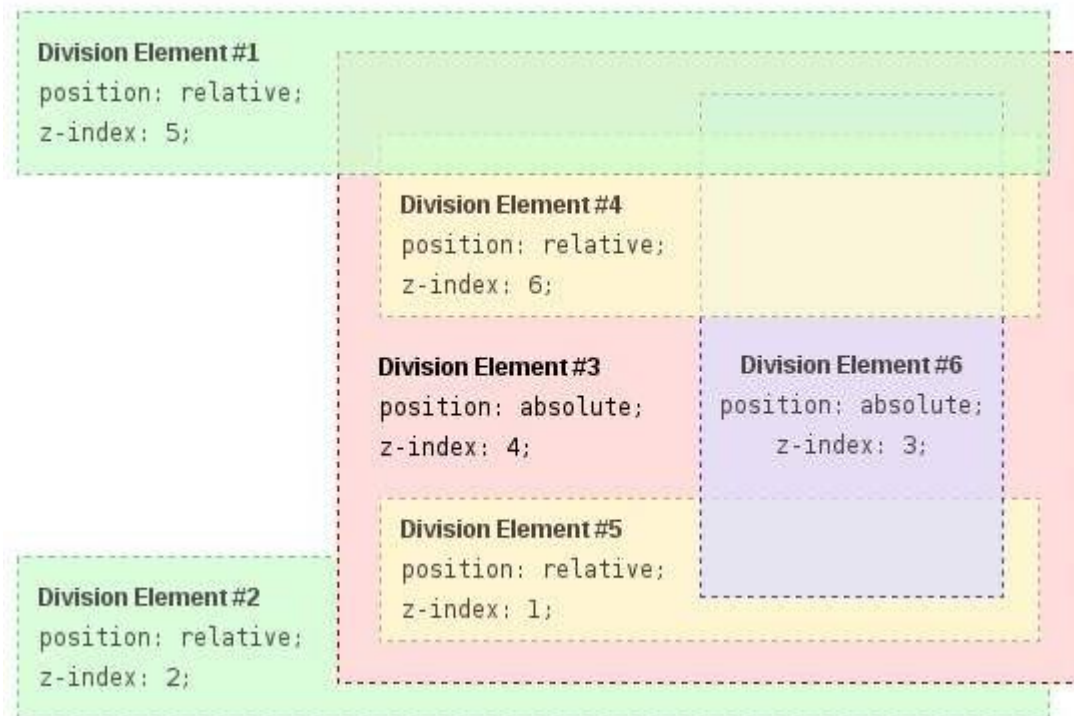 Division Element #1
position: relative;
z-index: 5;
Division Element #4
position: relative;
z-index: 6;
Division Element #3
position: absolute;
z-index: 4;
Division Element #6
position: absolute;
z-index: 3;
Division Element #5
position: relative;
z-index: 1;
Division Element #2
position: relative;
z-index: 2;